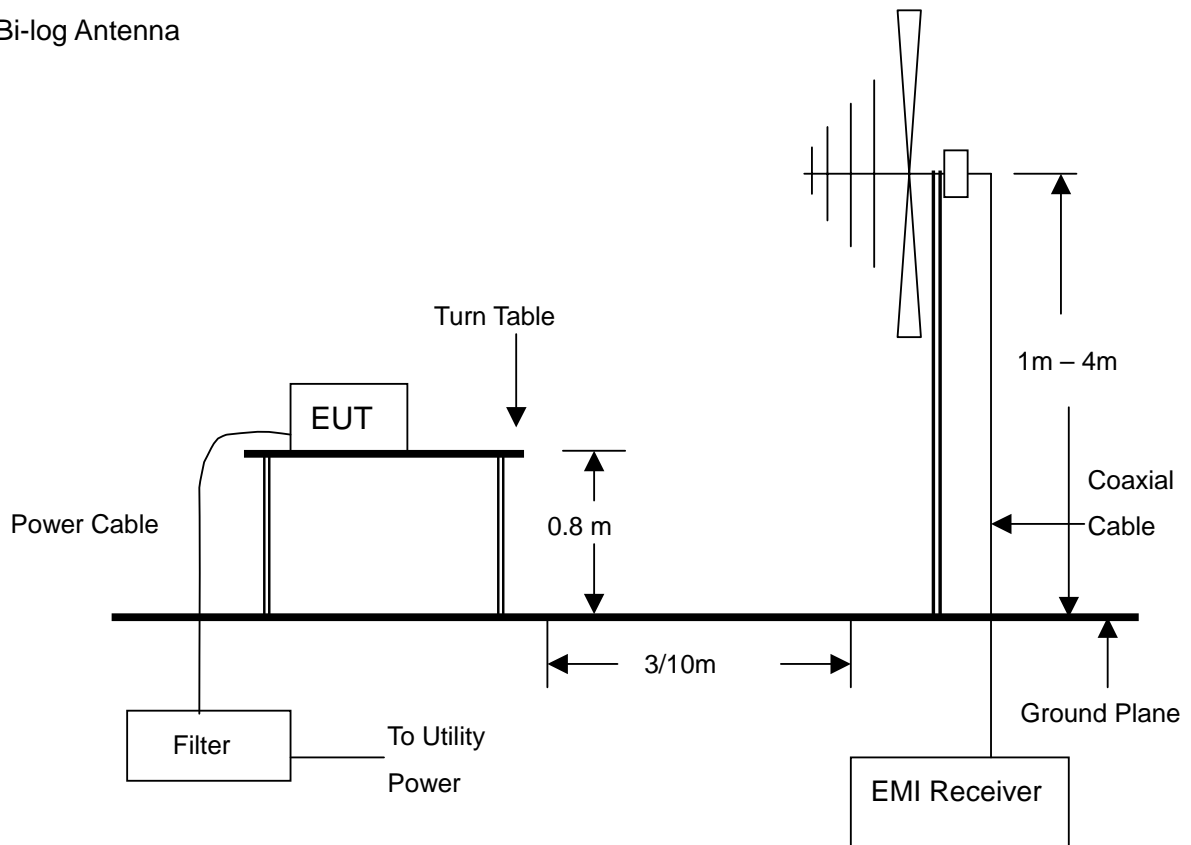 Bi-log Antenna
Turn Table
1m – 4m
EUT
Coaxial
Cable
Power Cable
0.8 m
3/10m
Ground Plane
Filter
To Utility
Power
EMI Receiver